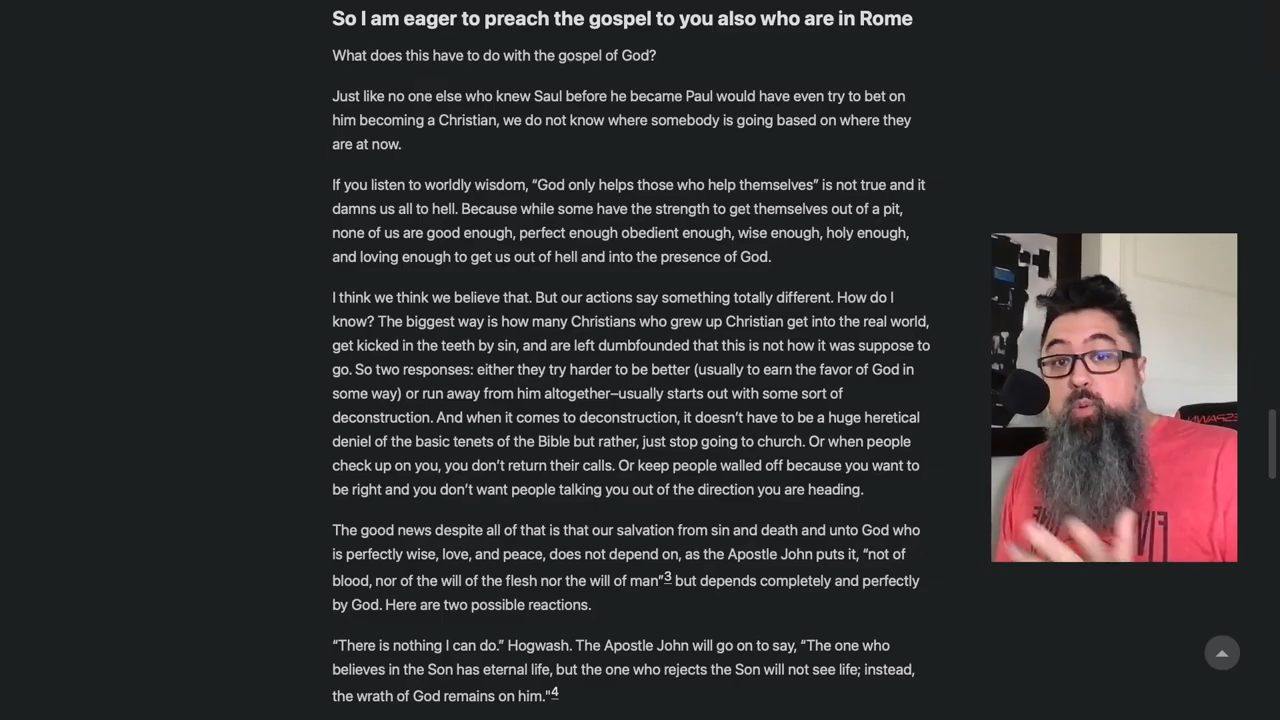 So I am eager to preach the gospel to you also who are in Rome
What does this have to do with the gospel of God?
Just like no one else who knew Saul before he became Paul would have even try to bet on
him becoming a Christian, we do not know where somebody is going based on where they
are at now.
If you listen to worldly wisdom, “God only helps those who help themselves” is not true and it
damns us all to hell. Because while some have the strength to get themselves out of a pit,
none of us are good enough, perfect enough obedient enough, wise enough, holy enough,
and loving enough to get us out of hell and into the presence of God.
I think we think we believe that. But our actions say something totally different. How do I
know? The biggest way is how many Christians who grew up Christian get into the real world,
get kicked in the teeth by sin, and are left dumbfounded that this is not how it was suppose to
go. So two responses: either they try harder to be better (usually to earn the favor of God in
some way) or run away from him altogether–usually starts out with some sort of
deconstruction. And when it comes to deconstruction, it doesn’t have to be a huge heretical
denial of the basic tenets of the Bible but rather, just stop going to church. Or when people
check up on you, you don’t return their calls. Or keep people walled off because you want to
be right and you don’t want people talking you out of the direction you are heading.
The good news despite all of that is that our salvation from sin and death and unto God who
is perfectly wise, love, and peace, does not depend on, as the Apostle John puts it, “not of
blood, nor of the will of the flesh nor the will of man”3 but depends completely and perfectly
by God. Here are two possible reactions.
“There is nothing I can do.” Hogwash. The Apostle John will go on to say, “The one who
believes in the Son has eternal life, but the one who rejects the Son will not see life; instead,
the wrath of God remains on him."4